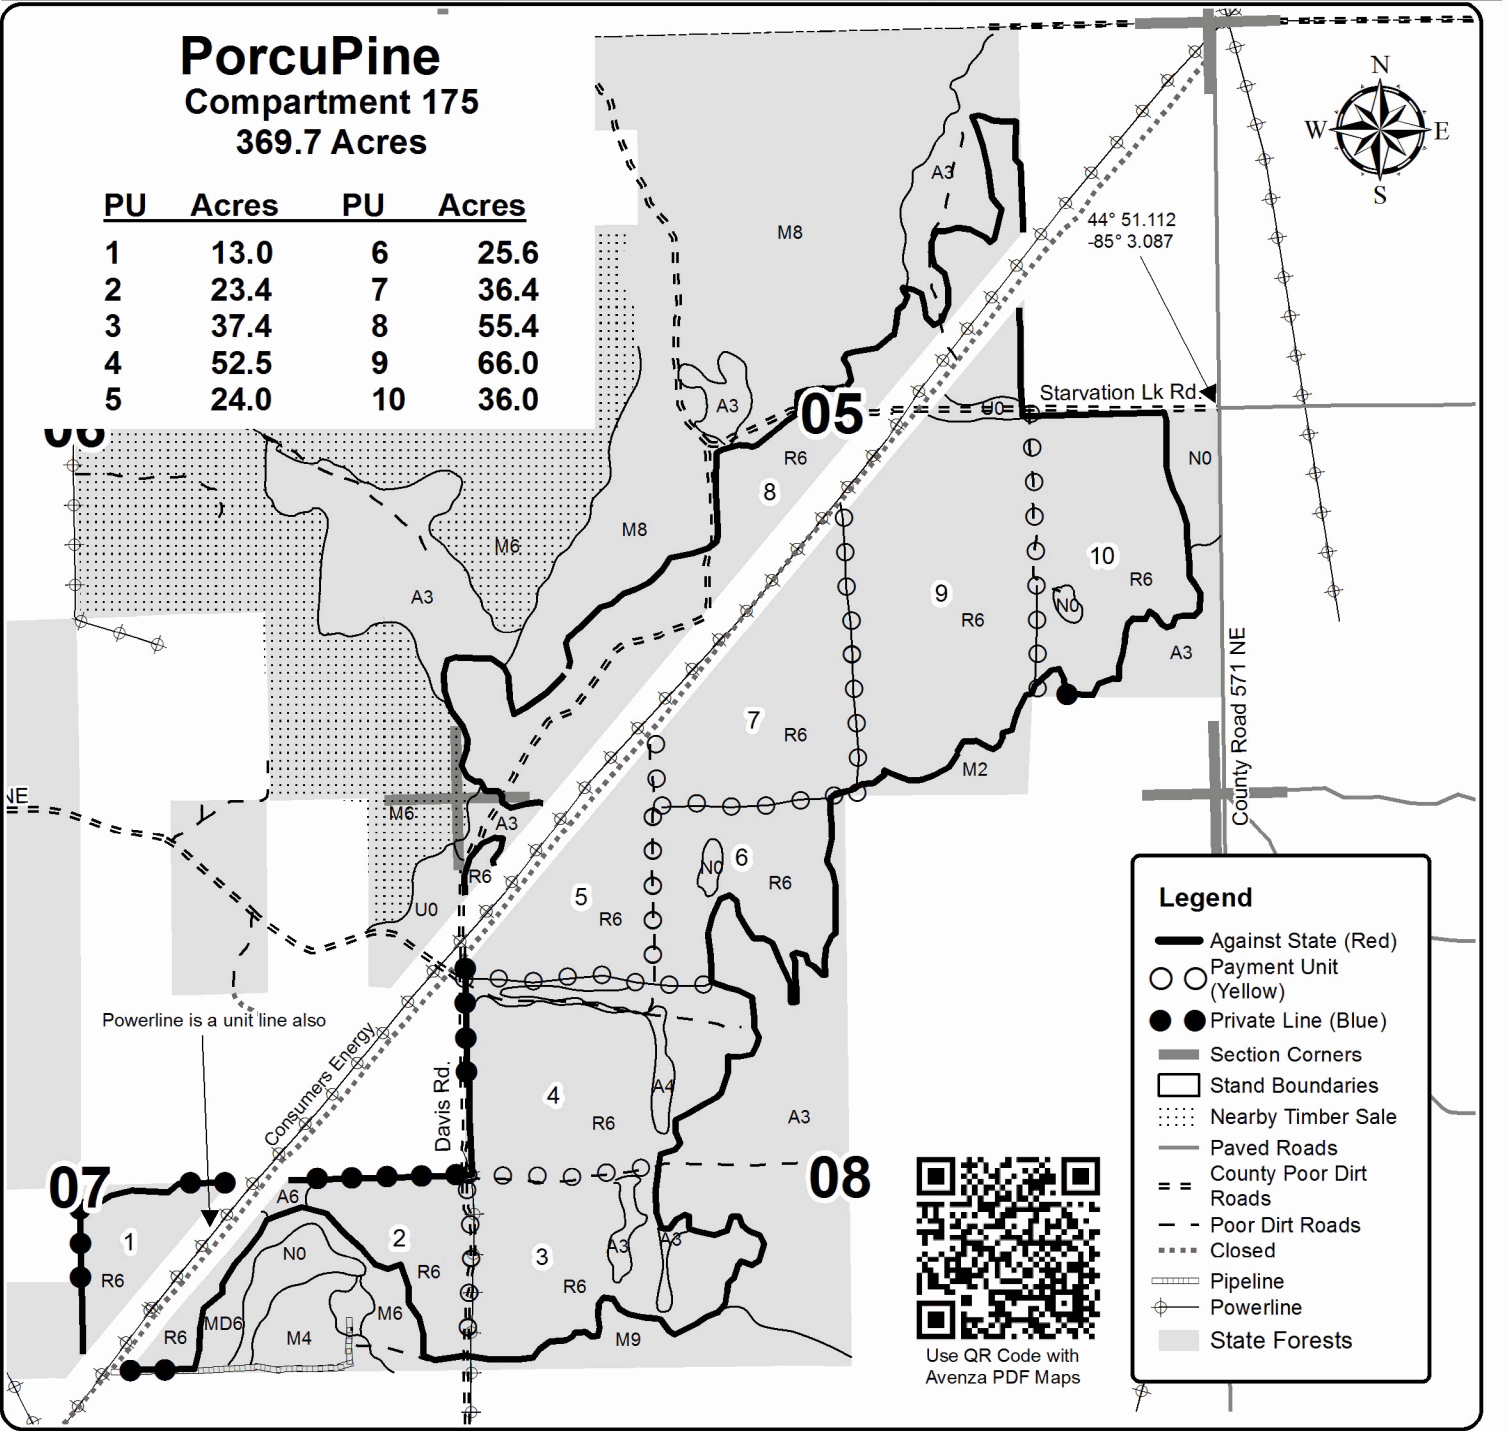 PorcuPine
Compartment 175
369.7 Acres
PU Acres PU Acres
1 13.0 6 25.6
2 23.4 7 36.4
3 37.4 8 55.4
4 52.5 9 66.0
5 24.0 10 36.0
N
W E
S
A3
M8
44° 51.112
-85° 3.087
Starvation Lk Rd.
A3
05
U0
R6
N0
8
M8
M6
10
R6
A3
9
N0
R6
A3
7
R6
M2
County Road 571 NE
NE
M6
A3
6
N0
R6
R6
5
R6
U0
Powerline is a unit line also
Consumers Energy
Davis Rd.
4
R6
A4
A3
07
08
A6
1
R6
N0
2
R6
3
R6
A3
A3
MD6
M6
R6
M4
M9
Use QR Code with
Avenza PDF Maps
Legend
Against State (Red)
Payment Unit
(Yellow)
Private Line (Blue)
Section Corners
Stand Boundaries
Nearby Timber Sale
Paved Roads
County Poor Dirt
Roads
Poor Dirt Roads
Closed
Pipeline
Powerline
State Forests